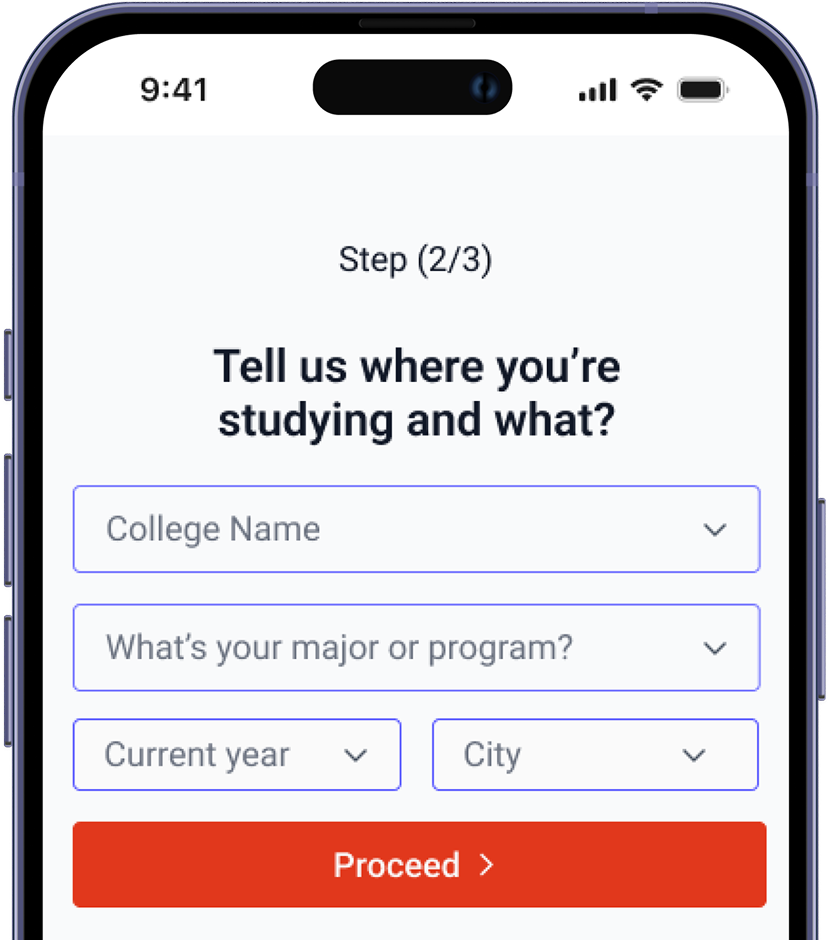 9:41
Step (2/3)
Tell us where you’re
studying and what?
College Name
What’s your major or program?
Current year
City
Proceed